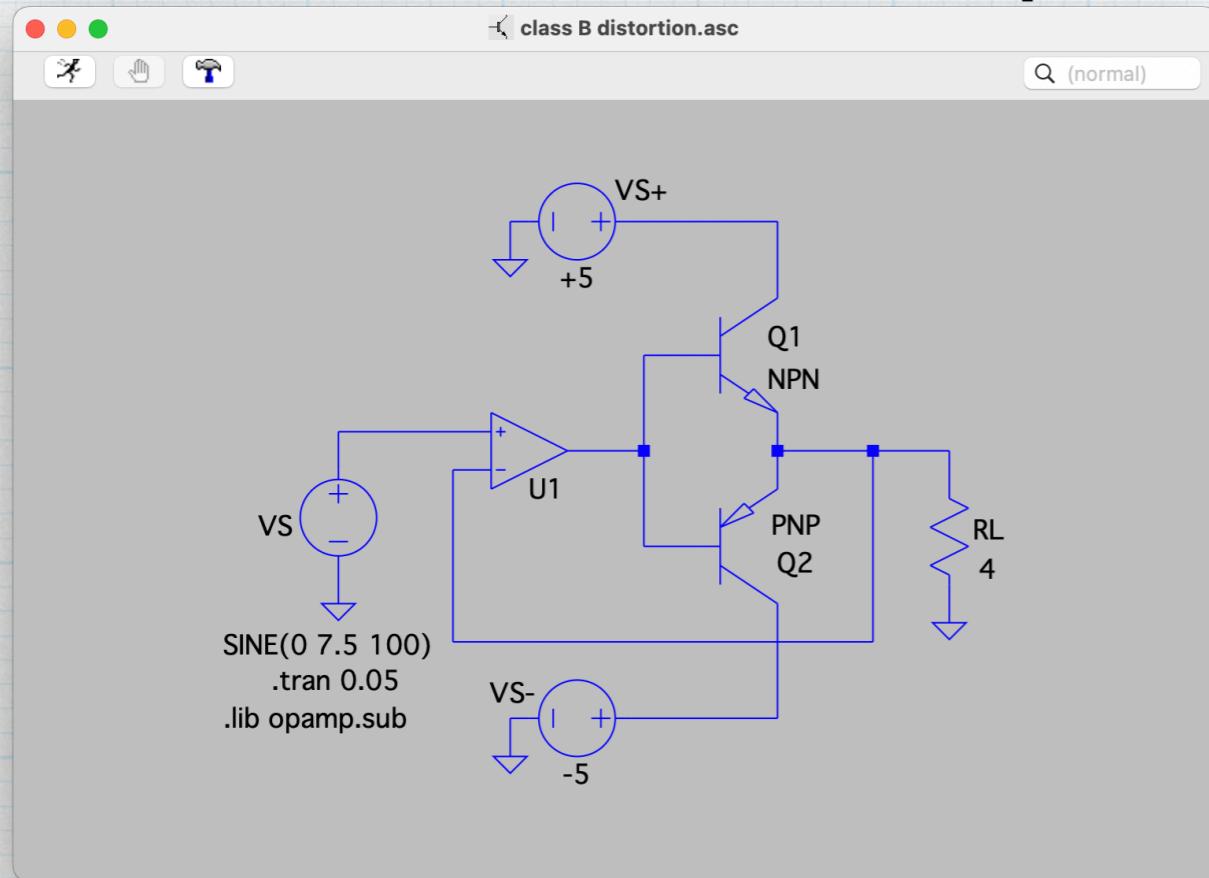 class B distortion.asc
(normal)
VS+
+5
Q1
NPN
U1
VS
PNP
Q2
RL
4
SINE(0 7.5 100)
.tran 0.05
.lib opamp.sub
VS-
-5